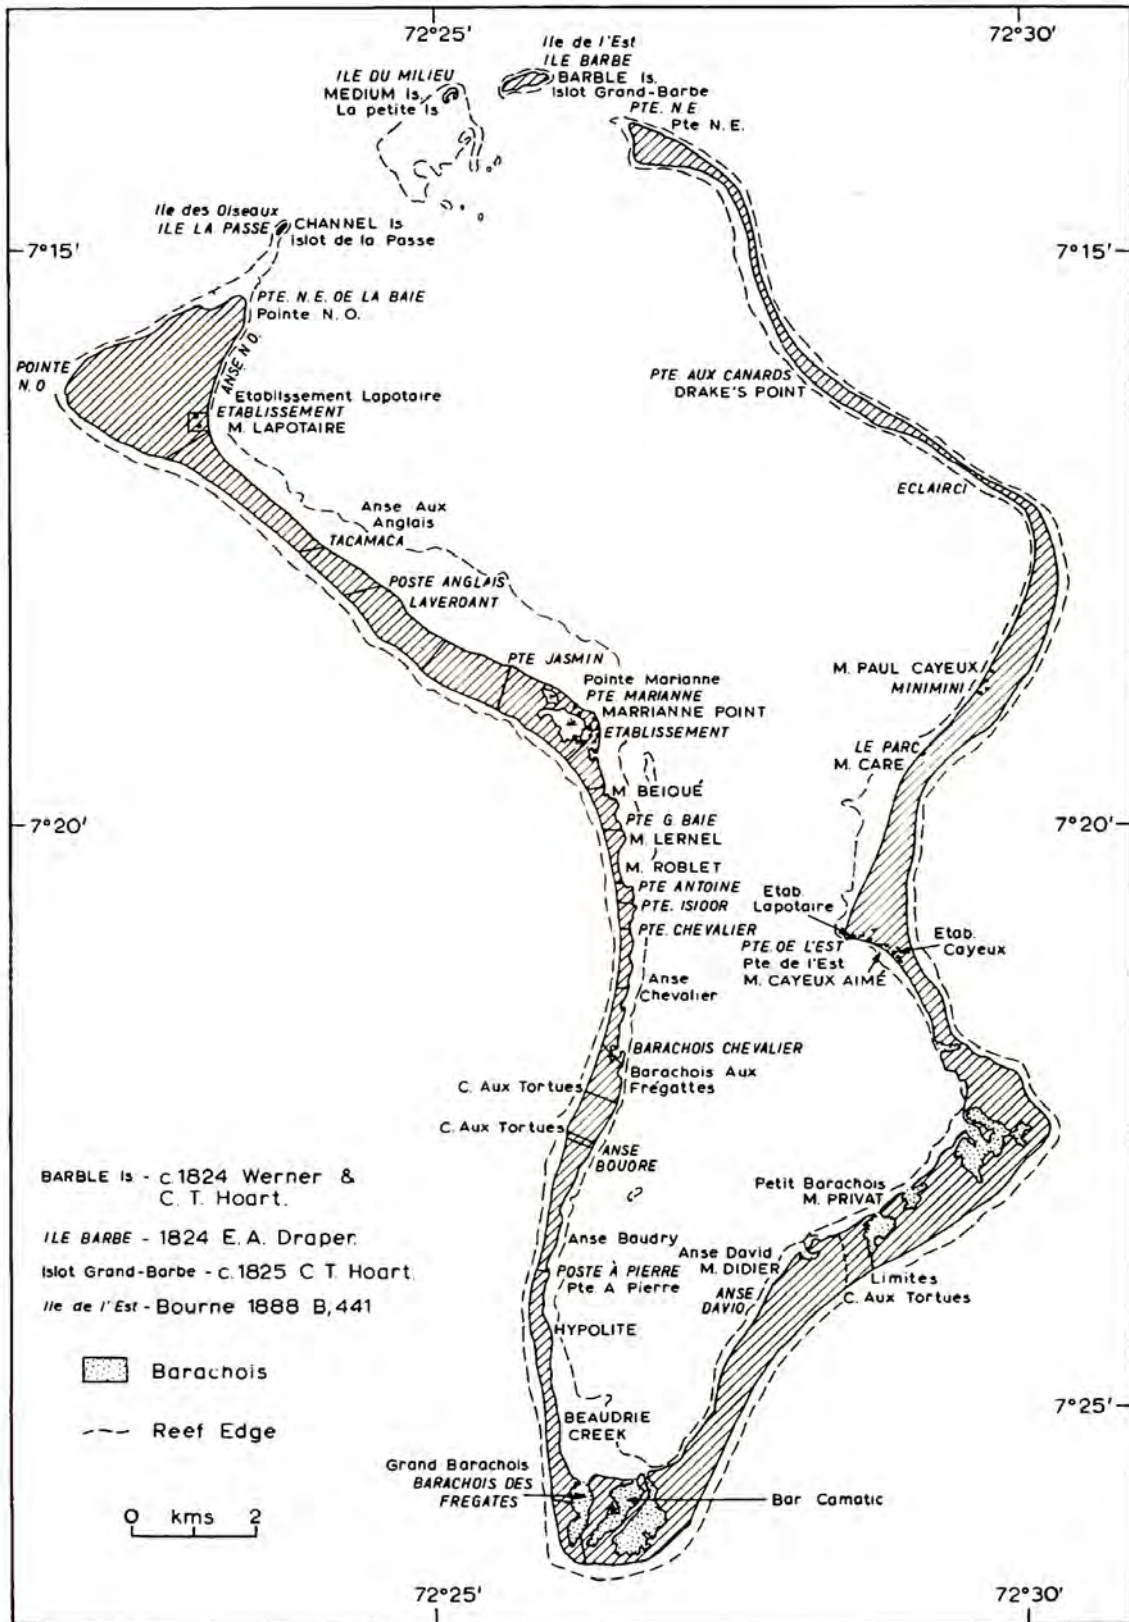 72°25'
72°30'
Ile de l'Est
ILE BARBE
BARBLE Is.
Islot Grand-Barbe
ILE DU MILIEU
MEDIUM Is.
La petite Is
PTE. N.E
Pte N.E.
Ile des Oiseaux
ILE LA PASSE
CHANNEL Is
islot de la Passe
7°15'
7°15'
PTE. N.E. DE LA BAIE
Pointe N.O.
POINTE
N.O
ANSE N.O.
Etablissement Lapotaire
ETABLISSEMENT
M. LAPOTAIRE
PTE. AUX CANARDS
DRAKE'S POINT
ECLAIRCI
Anse Aux
Anglais
TACAMACA
POSTE ANGLAIS
LAVERDANT
PTE JASMIN
Pointe Marianne
PTE MARIANNE
MARRIANNE POINT
ETABLISSEMENT
M. PAUL CAYEUX
MINIMINI
LE PARC
M. CARE
M. BEIQUÉ
7°20'
7°20'
PTE G. BAIE
M. LERNEL
M. ROBLET
PTE ANTOINE
PTE. ISIOOR
PTE. CHEVALIER
Etab.
Lapotaire
Etab.
Cayeux
PTE. DE L'EST
Pte de l'Est
M. CAYEUX AIMÉ
Anse
Chevalier
BARACHOIS CHEVALIER
Barachois Aux
Frégattes
C. Aux Tortues
C. Aux Tortues
ANSE
BOUDRE
Petit Barachois
M. PRIVAT
Anse Baudry
Anse David
M. DIDIER
POSTE À PIERRE
Pte. A Pierre
ANSE
DAVID
Limites
C. Aux Tortues
HYPOLITE
BARBLE Is - c.1824 Werner &
C. T. Hoart.
ILE BARBE - 1824 E.A. Draper.
Islot Grand-Barbe - c.1825 C T. Hoart.
Ile de l'Est - Bourne 1888 B,441
Barachois
Reef Edge
0 kms 2
7°25'
BEAUDRIE
CREEK
Grand Barachois
BARACHOIS DES
FREGATES
Bar Camatic
72°25'
72°30'